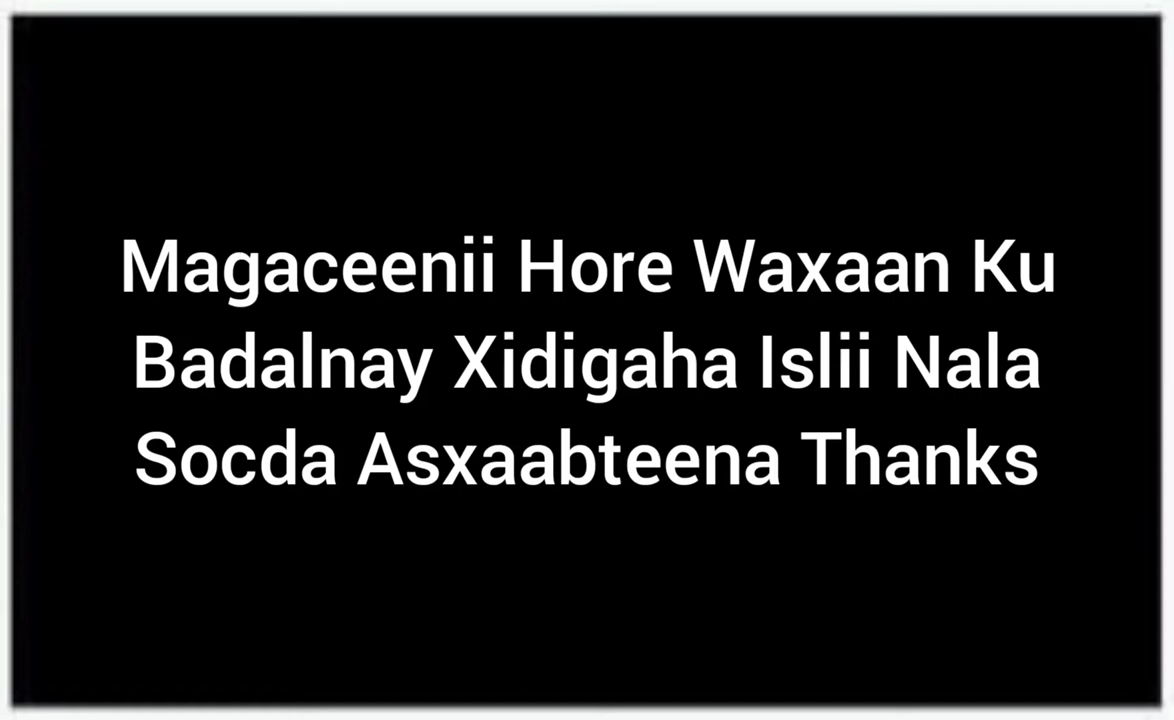 Magaceenii Hore Waxaan Ku
Badalnay Xidigaha Islii Nala
Socda Asxaabteena Thanks